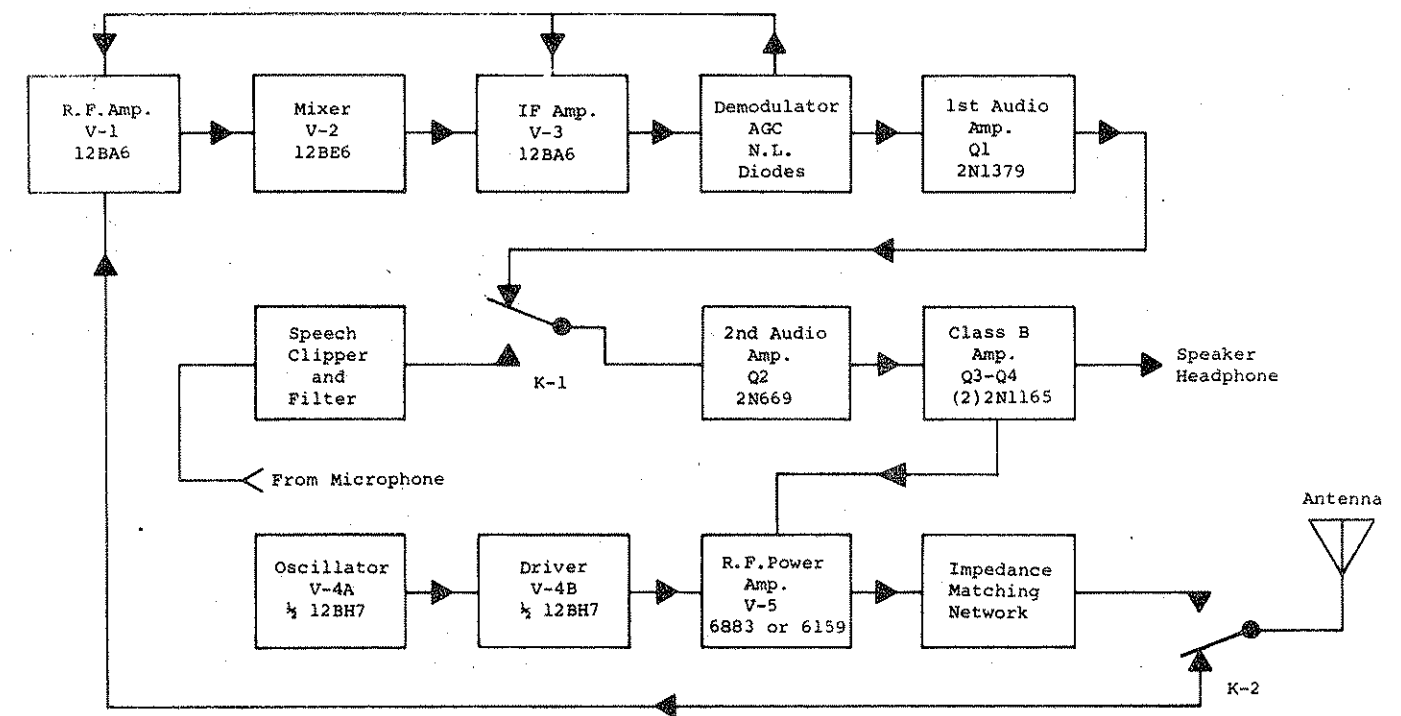 R.F.Amp.
V-1
12BA6
Mixer
V-2
12BE6
IF Amp.
V-3
12BA6
Demodulator
AGC
N.L.
Diodes
1st Audio
Amp.
Q1
2N1379
Speech
Clipper
and
Filter
K-1
2nd Audio
Amp.
Q2
2N669
Class B
Amp.
Q3-Q4
(2)2N1165
Speaker
Headphone
From Microphone
Oscillator
V-4A
½ 12BH7
Driver
V-4B
½ 12BH7
R.F.Power
Amp.
V-5
6883 or 6159
Impedance
Matching
Network
Antenna
K-2